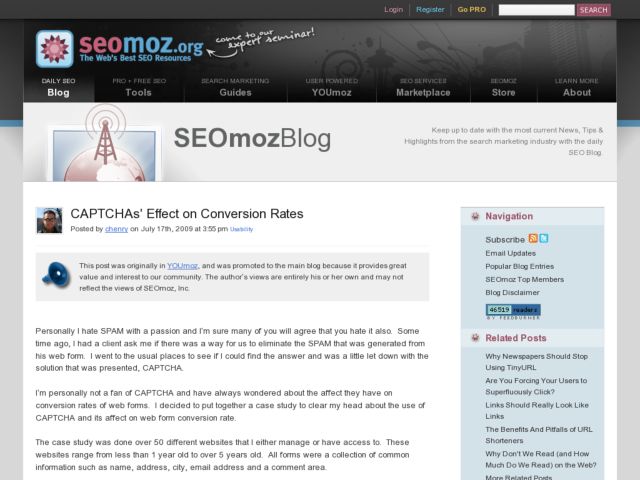 Login Register Go PRO SEARCH
seomoz.org come to our expert seminar!
The Web's Best SEO Resources
DAILY SEO PRO + FREE SEO SEARCH MARKETING USER POWERED SEO SERVICES SEOMOZ LEARN MORE
Blog Tools Guides YOUmoz Marketplace Store About
SEOmozBlog
Keep up to date with the most current News, Tips &
Highlights from the search marketing industry with the daily
SEO Blog.
CAPTCHAs' Effect on Conversion Rates
Posted by chenry on July 17th, 2009 at 3:55 pm Usability
This post was originally in YOUmoz, and was promoted to the main blog because it provides great
value and interest to our community. The author's views are entirely his or her own and may not
reflect the views of SEOmoz, Inc.
Personally I hate SPAM with a passion and I'm sure many of you will agree that you hate it also. Some
time ago, I had a client ask me if there was a way for us to eliminate the SPAM that was generated from
his web form. I went to the usual places to see if I could find the answer and was a little let down with the
solution that was presented, CAPTCHA.
I'm personally not a fan of CAPTCHA and have always wondered about the affect they have on
conversion rates of web forms. I decided to put together a case study to clear my head about the use of
CAPTCHA and its affect on web form conversion rate.
The case study was done over 50 different websites that I either manage or have access to. These
websites range from less than 1 year old to over 5 years old. All forms were a collection of common
information such as name, address, city, email address and a comment area.
Navigation
Subscribe
Email Updates
Popular Blog Entries
SEOmoz Top Members
Blog Disclaimer
46519 readers
BY FEEDBURNER
Related Posts
Why Newspapers Should Stop
Using TinyURL
Are You Forcing Your Users to
Superfluously Click?
Links Should Really Look Like
Links
The Benefits And Pitfalls of URL
Shorteners
Why Don't We Read (and How
Much Do We Read) on the Web?
More Related Posts